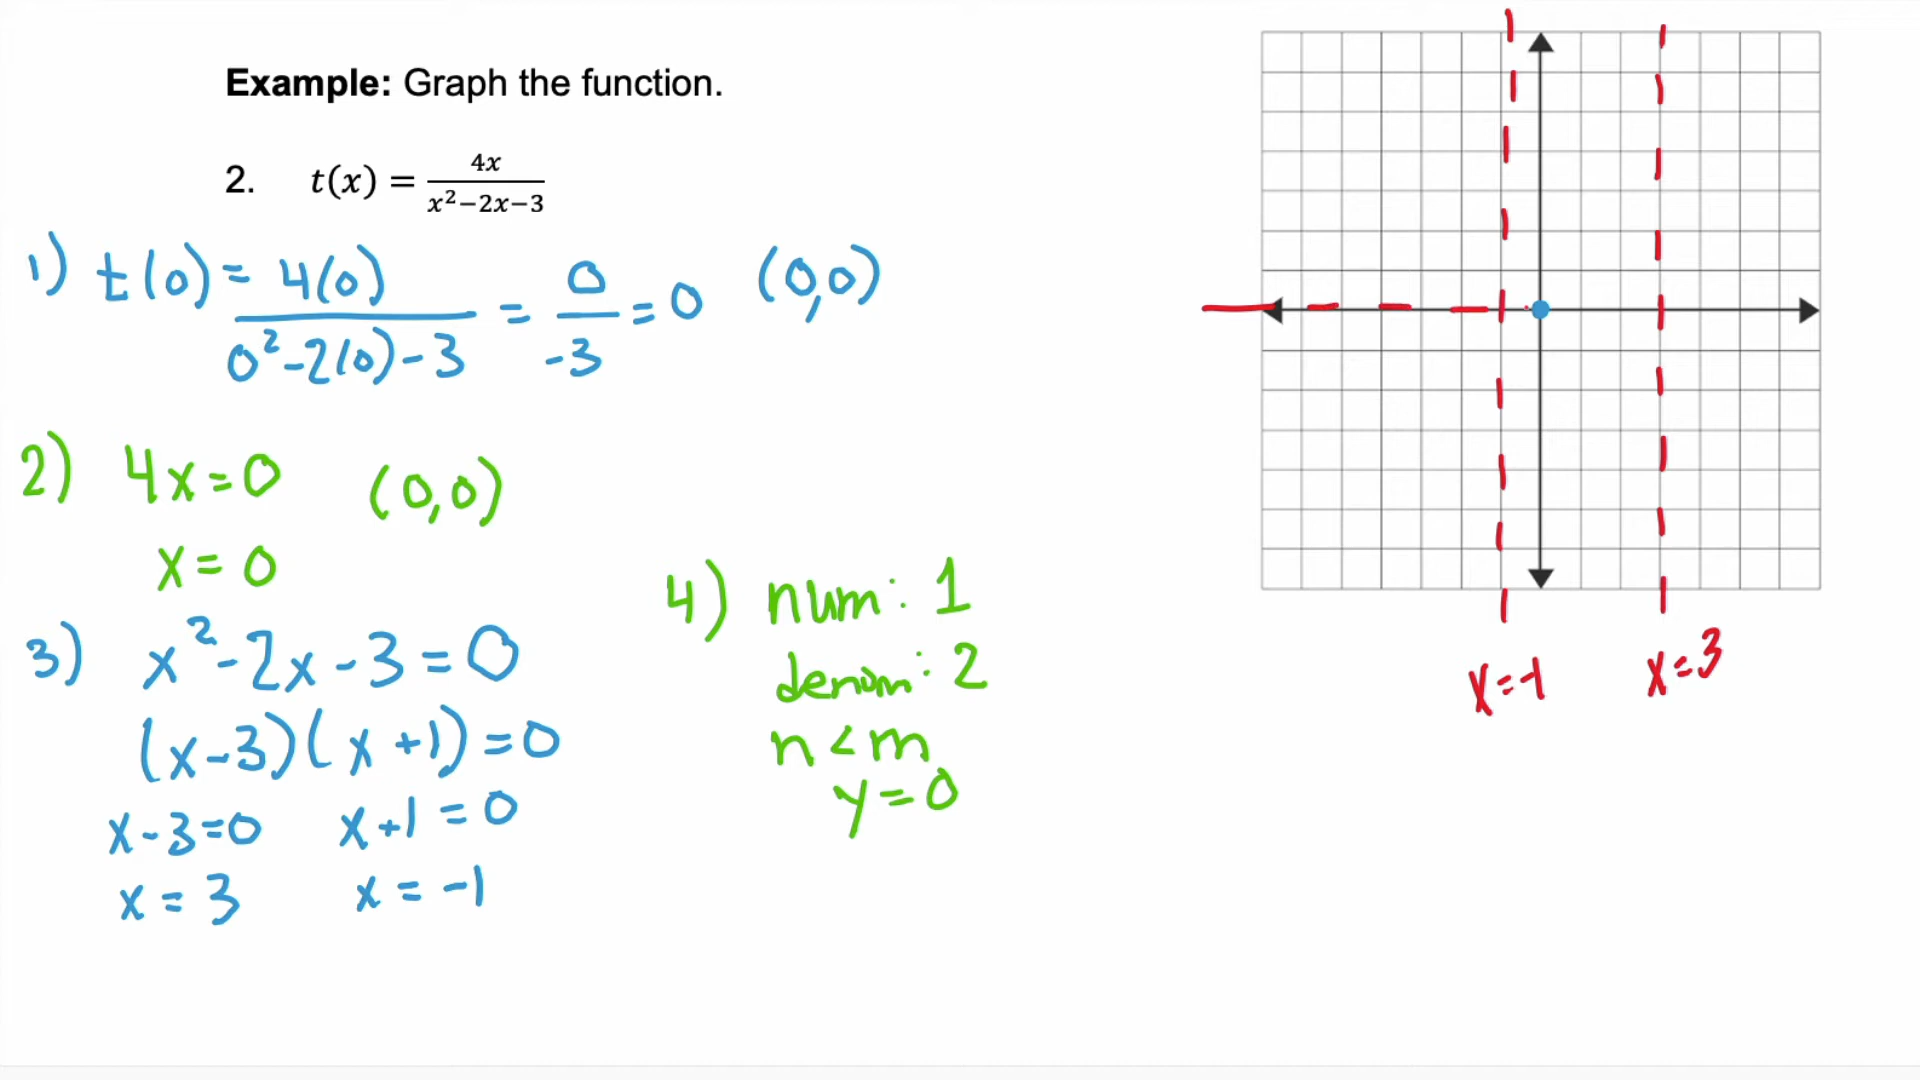 Example: Graph the function.
2. t(x) = 4x / x²−2x−3
1) t(0) = 4(0) / 0²-2(0)-3 = 0 / -3 = 0 (0,0)
2) 4x=0 (0,0)
x=0
3) x²-2x-3=0
(x-3)(x+1)=0
x-3=0 x+1=0
x=3 x=-1
4) num: 1
denom: 2
n<m
y=0
x=-1 x=3